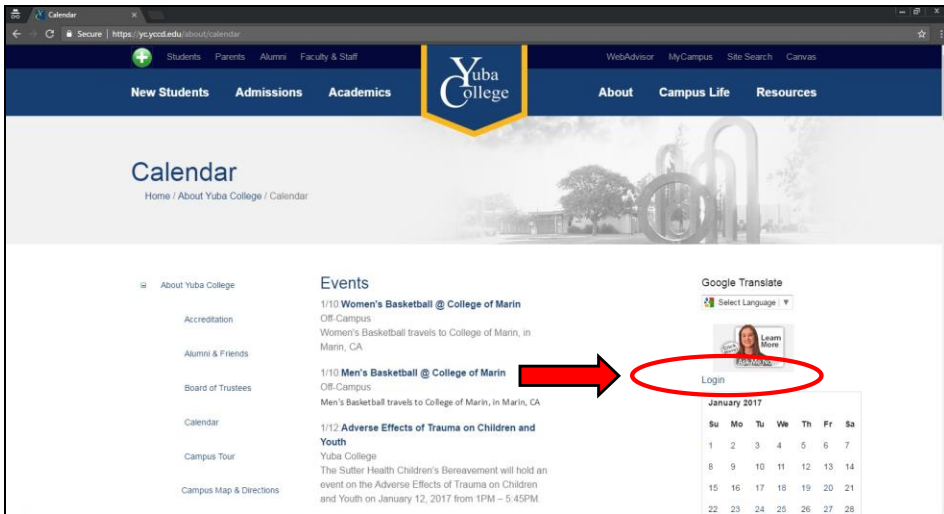 Calendar
Secure | https://yc.yccd.edu/about/calendar
Students Parents Alumni Faculty & Staff
WebAdvisor MyCampus Site Search Canvas
Yuba
College
New Students Admissions Academics
About Campus Life Resources
Calendar
Home / About Yuba College / Calendar
About Yuba College
Accreditation
Alumni & Friends
Board of Trustees
Calendar
Campus Tour
Campus Map & Directions
Events
1/10 Women's Basketball @ College of Marin
Off-Campus
Women's Basketball travels to College of Marin, in
Marin, CA
1/10 Men's Basketball @ College of Marin
Off-Campus
Men's Basketball travels to College of Marin, in Marin, CA
1/12 Adverse Effects of Trauma on Children and
Youth
Yuba College
The Sutter Health Children's Bereavement will hold an
event on the Adverse Effects of Trauma on Children
and Youth on January 12, 2017 from 1PM – 5:45PM.
Google Translate
Select Language
Learn
More
Login
January 2017
Su Mo Tu We Th Fr Sa
1 2 3 4 5 6 7
8 9 10 11 12 13 14
15 16 17 18 19 20 21
22 23 24 25 26 27 28